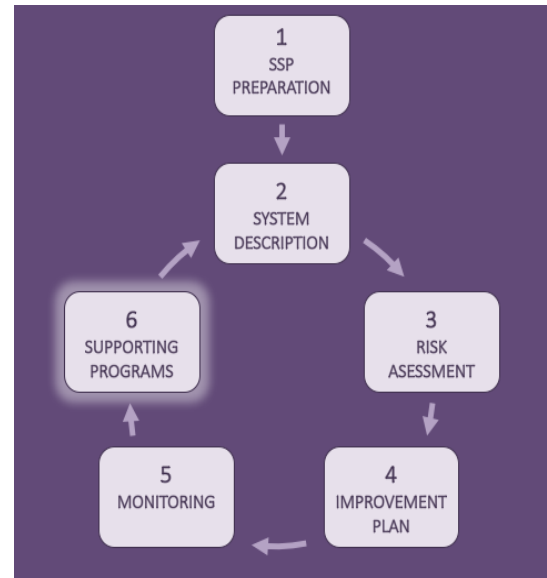 1
SSP
PREPARATION
2
SYSTEM
DESCRIPTION
3
RISK
ASESSMENT
4
IMPROVEMENT
PLAN
5
MONITORING
6
SUPPORTING
PROGRAMS